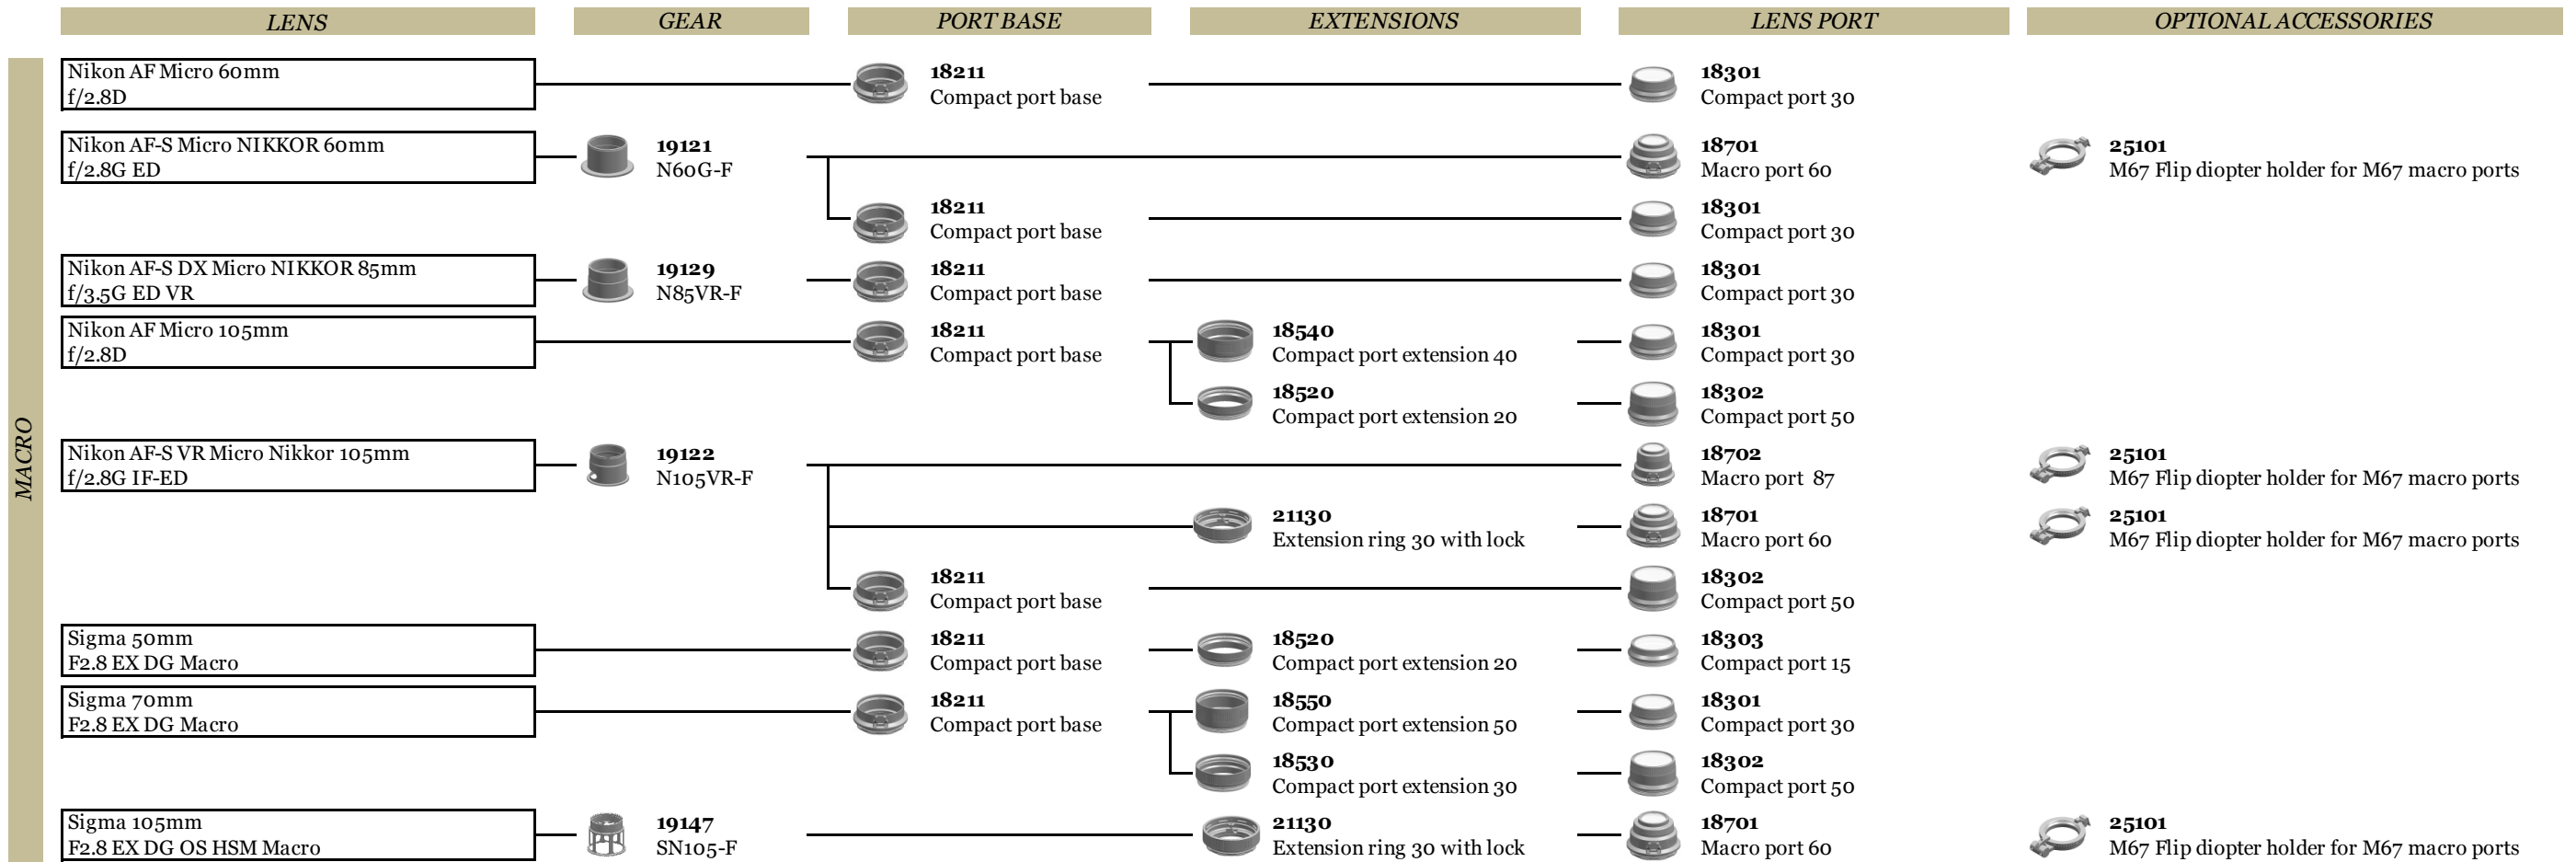 LENS GEAR PORT BASE EXTENSIONS LENS PORT OPTIONAL ACCESSORIES
MACRO
Nikon AF Micro 60mm 18211 18301
f/2.8D Compact port base Compact port 30
Nikon AF-S Micro NIKKOR 60mm 19121 18701 25101
f/2.8G ED N60G-F Macro port 60 M67 Flip diopter holder for M67 macro ports
18211 18301
Compact port base Compact port 30
Nikon AF-S DX Micro NIKKOR 85mm 19129 18211 18301
f/3.5G ED VR N85VR-F Compact port base Compact port 30
Nikon AF Micro 105mm 18211 18540 18301
f/2.8D Compact port base Compact port extension 40 Compact port 30
18520 18302
Compact port extension 20 Compact port 50
Nikon AF-S VR Micro Nikkor 105mm 19122 18702 25101
f/2.8G IF-ED N105VR-F Macro port 87 M67 Flip diopter holder for M67 macro ports
21130 18701 25101
Extension ring 30 with lock Macro port 60 M67 Flip diopter holder for M67 macro ports
18211 18302
Compact port base Compact port 50
Sigma 50mm 18211 18520 18303
F2.8 EX DG Macro Compact port base Compact port extension 20 Compact port 15
Sigma 70mm 18211 18550 18301
F2.8 EX DG Macro Compact port base Compact port extension 50 Compact port 30
18530 18302
Compact port extension 30 Compact port 50
Sigma 105mm 19147 21130 18701 25101
F2.8 EX DG OS HSM Macro SN105-F Extension ring 30 with lock Macro port 60 M67 Flip diopter holder for M67 macro ports